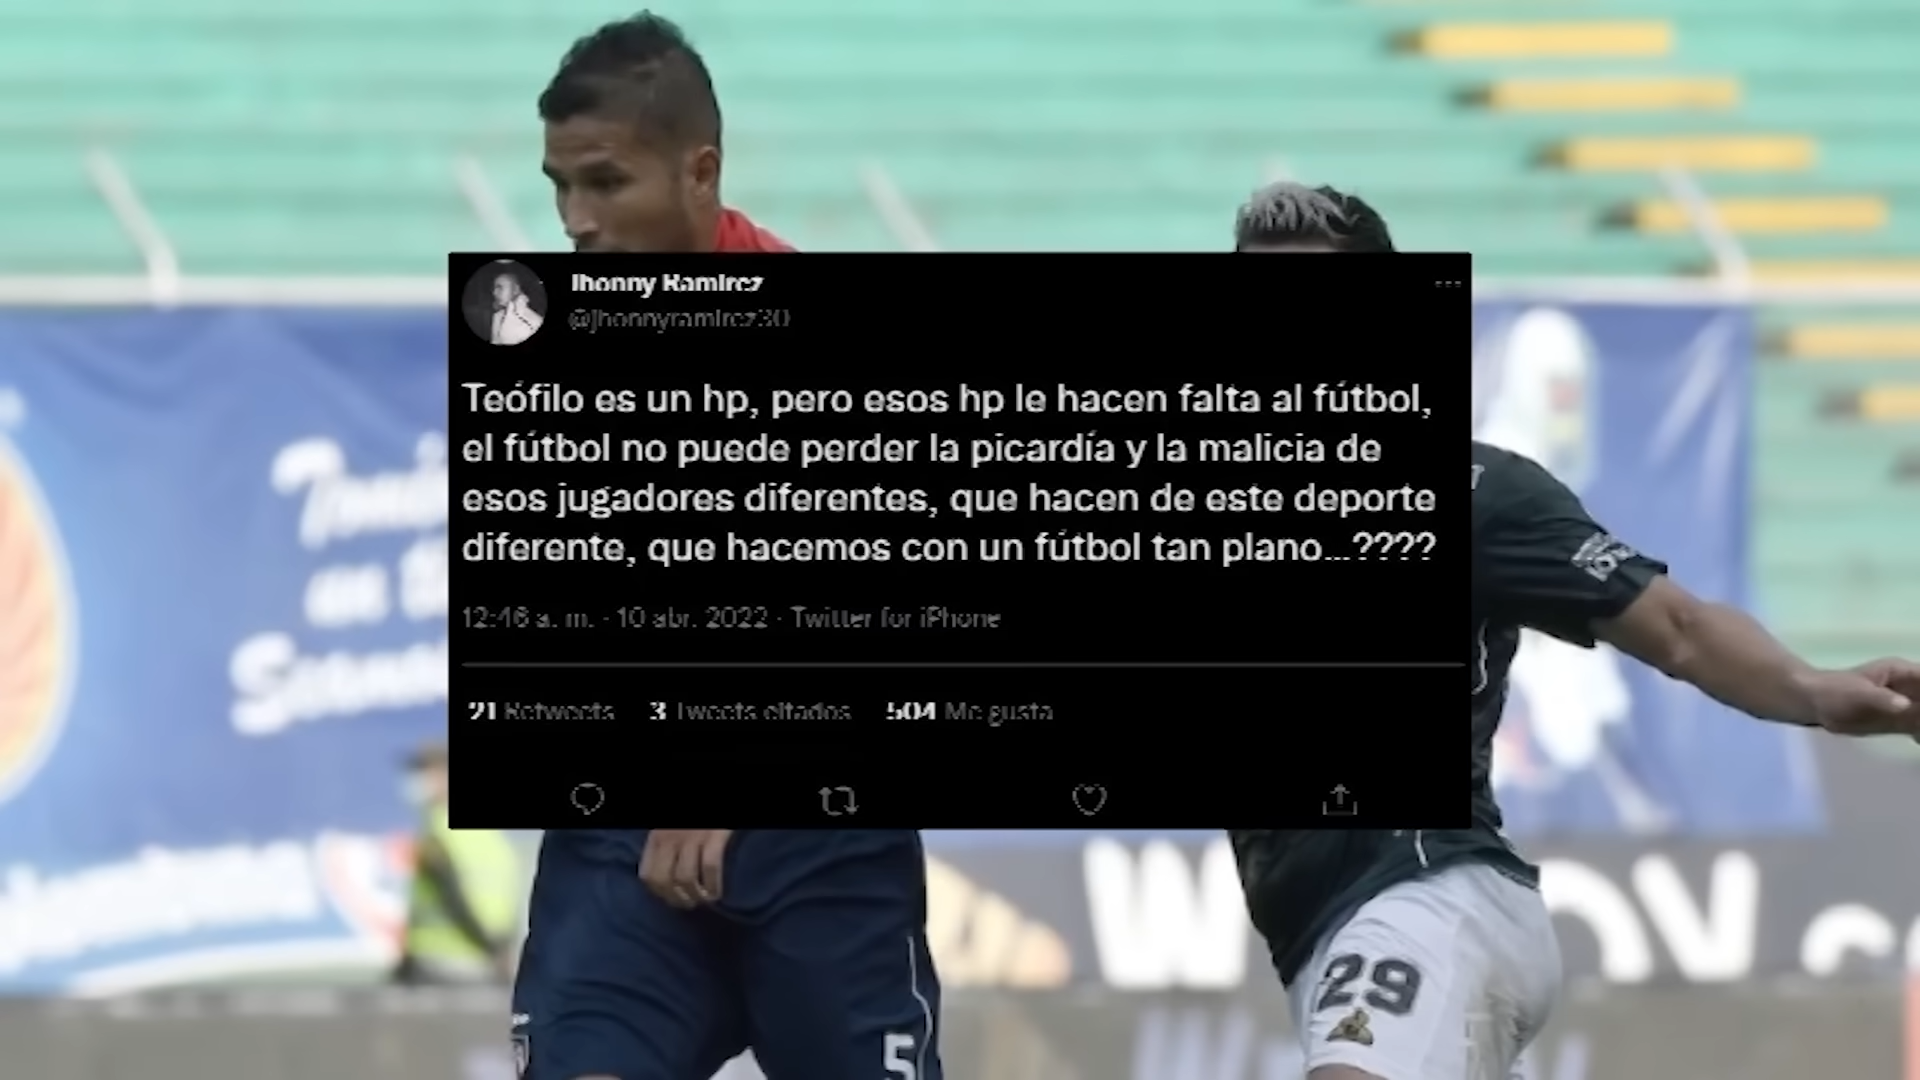 Jhonny Ramirez
@jhonnyramirez30
Teófilo es un hp, pero esos hp le hacen falta al fútbol,
el fútbol no puede perder la picardía y la malicia de
esos jugadores diferentes, que hacen de este deporte
diferente, que hacemos con un fútbol tan plano...????
12:46 a. m. · 10 abr. 2022 · Twitter for iPhone
21 Retweets 3 Tweets citados 504 Me gusta
29
5